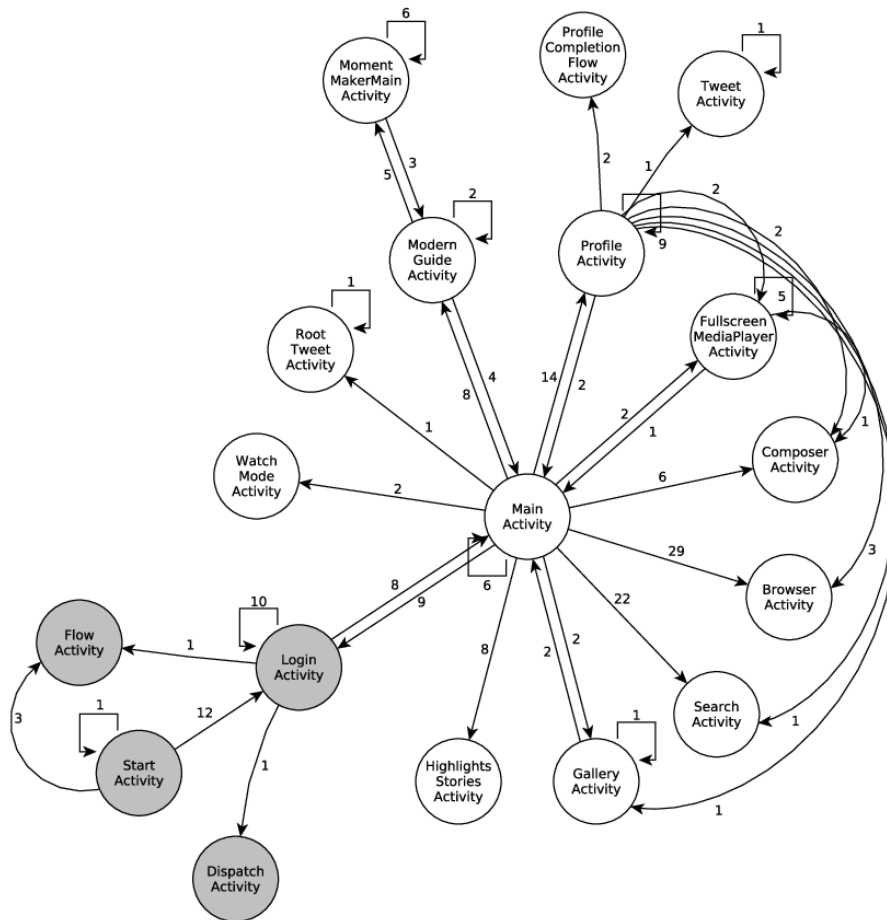 6
Moment
MakerMain
Activity
Profile
Completion
Flow
Activity
1
Tweet
Activity
5
3
2
1
2
2
2
Modern
Guide
Activity
Profile
Activity
9
1
Root
Tweet
Activity
5
Fullscreen
MediaPlayer
Activity
8
4
14
2
2
1
1
1
Watch
Mode
Activity
2
6
Composer
Activity
Main
Activity
29
3
Browser
Activity
6
8
9
22
10
Flow
Activity
1
Login
Activity
8
2
2
Search
Activity
1
3
1
12
Start
Activity
1
Highlights
Stories
Activity
1
Gallery
Activity
1
Dispatch
Activity